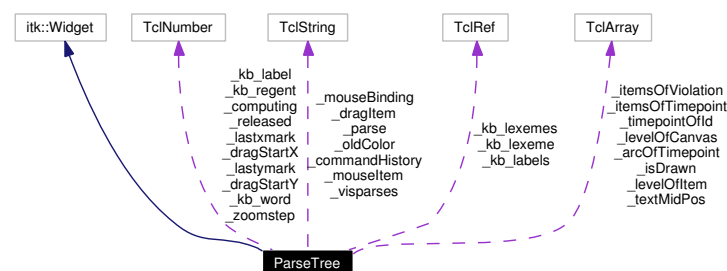 itk::Widget
TclNumber
TclString
TclRef
TclArray
_kb_label
_kb_regent
_computing
_released
_lastxmark
_dragStartX
_lastymark
_dragStartY
_kb_word
_zoomstep
_mouseBinding
_dragItem
_parse
_oldColor
_commandHistory
_mouseItem
_visparses
_kb_lexemes
_kb_lexeme
_kb_labels
_itemsOfViolation
_itemsOfTimepoint
_timepointOfId
_levelOfCanvas
_arcOfTimepoint
_isDrawn
_levelOfItem
_textMidPos
ParseTree